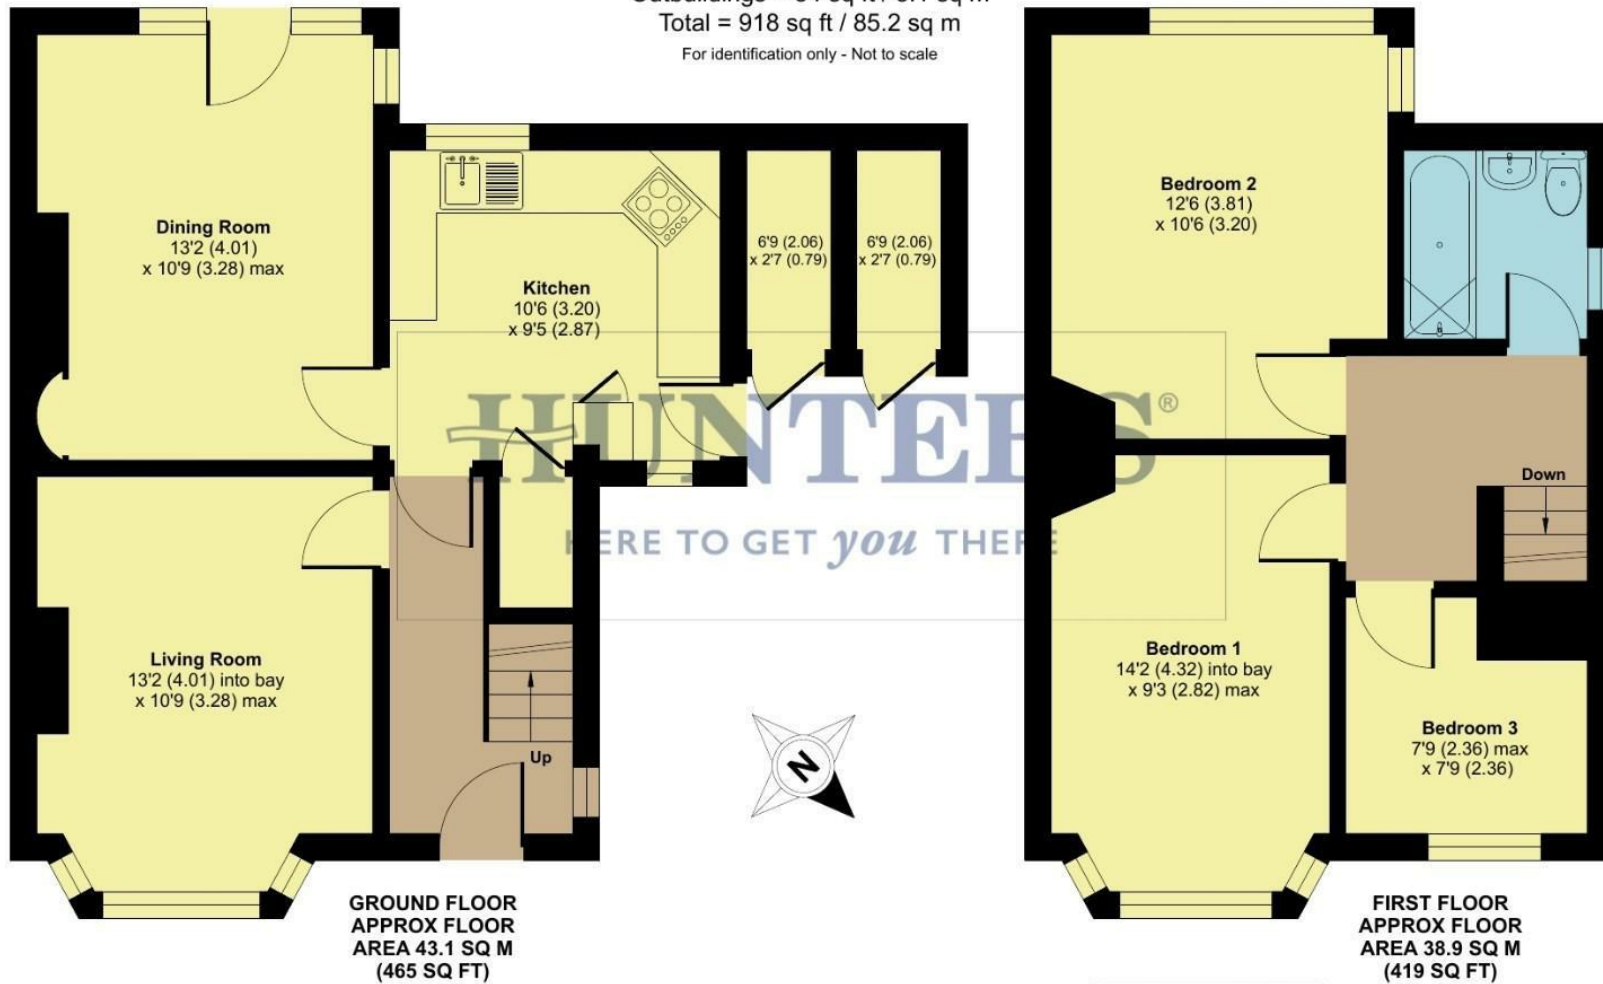 Total = 918 sq ft / 85.2 sq m
For identification only - Not to scale
Dining Room
13'2 (4.01)
x 10'9 (3.28) max
Kitchen
10'6 (3.20)
x 9'5 (2.87)
6'9 (2.06)
x 2'7 (0.79)
6'9 (2.06)
x 2'7 (0.79)
Living Room
13'2 (4.01) into bay
x 10'9 (3.28) max
Up
Bedroom 2
12'6 (3.81)
x 10'6 (3.20)
Down
Bedroom 1
14'2 (4.32) into bay
x 9'3 (2.82) max
Bedroom 3
7'9 (2.36) max
x 7'9 (2.36)
HUNTERS®
HERE TO GET you THERE
N
GROUND FLOOR
APPROX FLOOR
AREA 43.1 SQ M
(465 SQ FT)
FIRST FLOOR
APPROX FLOOR
AREA 38.9 SQ M
(419 SQ FT)